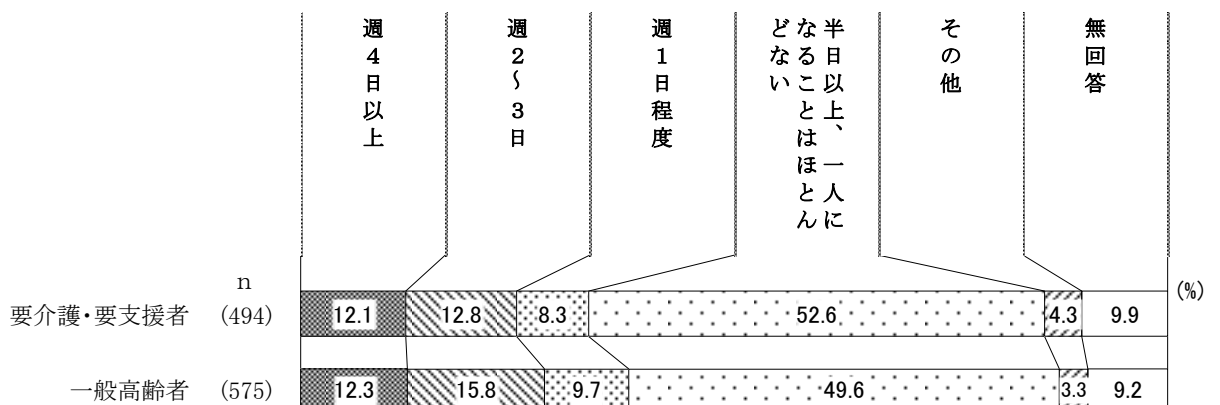 週4日以上
週2～3日
週1日程度
半日以上、一人に
なることはほとん
どない
その他
無回答
n
(%)
要介護・要支援者 (494) 12.1 12.8 8.3 52.6 4.3 9.9
一般高齢者 (575) 12.3 15.8 9.7 49.6 3.3 9.2